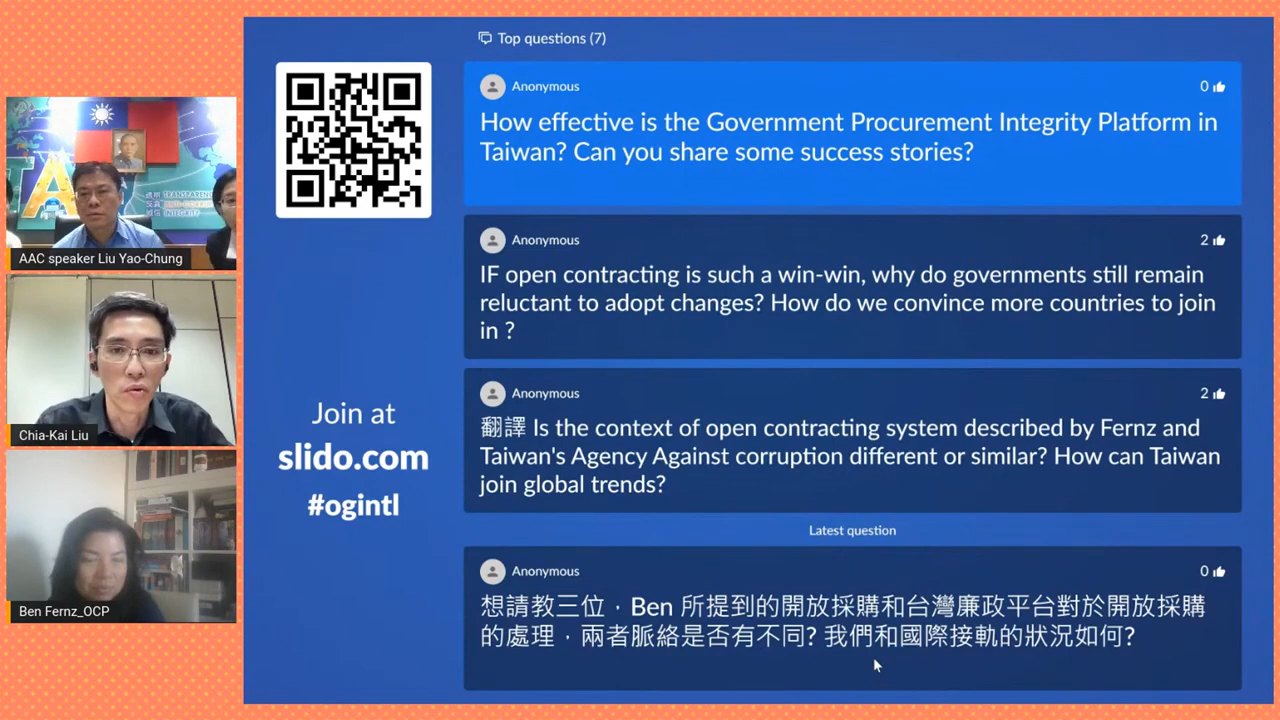 AAC speaker Liu Yao-Chung
Chia-Kai Liu
Ben Fernz_OCP
Join at
slido.com
#ogintl
Top questions (7)
Anonymous
0
How effective is the Government Procurement Integrity Platform in
Taiwan? Can you share some success stories?
Anonymous
2
IF open contracting is such a win-win, why do governments still remain
reluctant to adopt changes? How do we convince more countries to join
in ?
Anonymous
2
翻譯 Is the context of open contracting system described by Fernz and
Taiwan's Agency Against corruption different or similar? How can Taiwan
join global trends?
Latest question
Anonymous
0
想請教三位，Ben 所提到的開放採購和台灣廉政平台對於開放採購
的處理，兩者脈絡是否有不同? 我們和國際接軌的狀況如何?